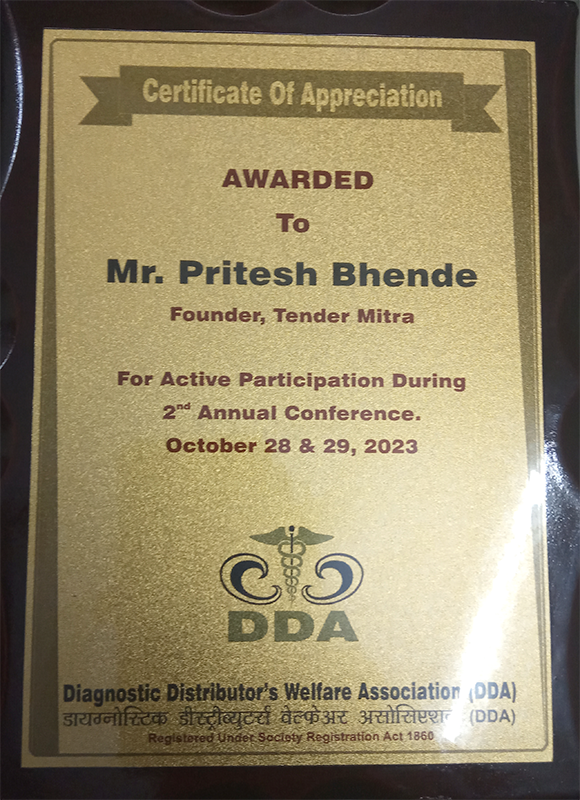 Certificate Of Appreciation
AWARDED
To
Mr. Pritesh Bhende
Founder, Tender Mitra
For Active Participation During
2nd Annual Conference.
October 28 & 29, 2023
DDA
Diagnostic Distributor's Welfare Association (DDA)
डायग्नोस्टिक डीस्ट्रीब्युटर्स वेल्फेअर असोसिएशन (DDA)
Registered Under Society Registration Act 1860